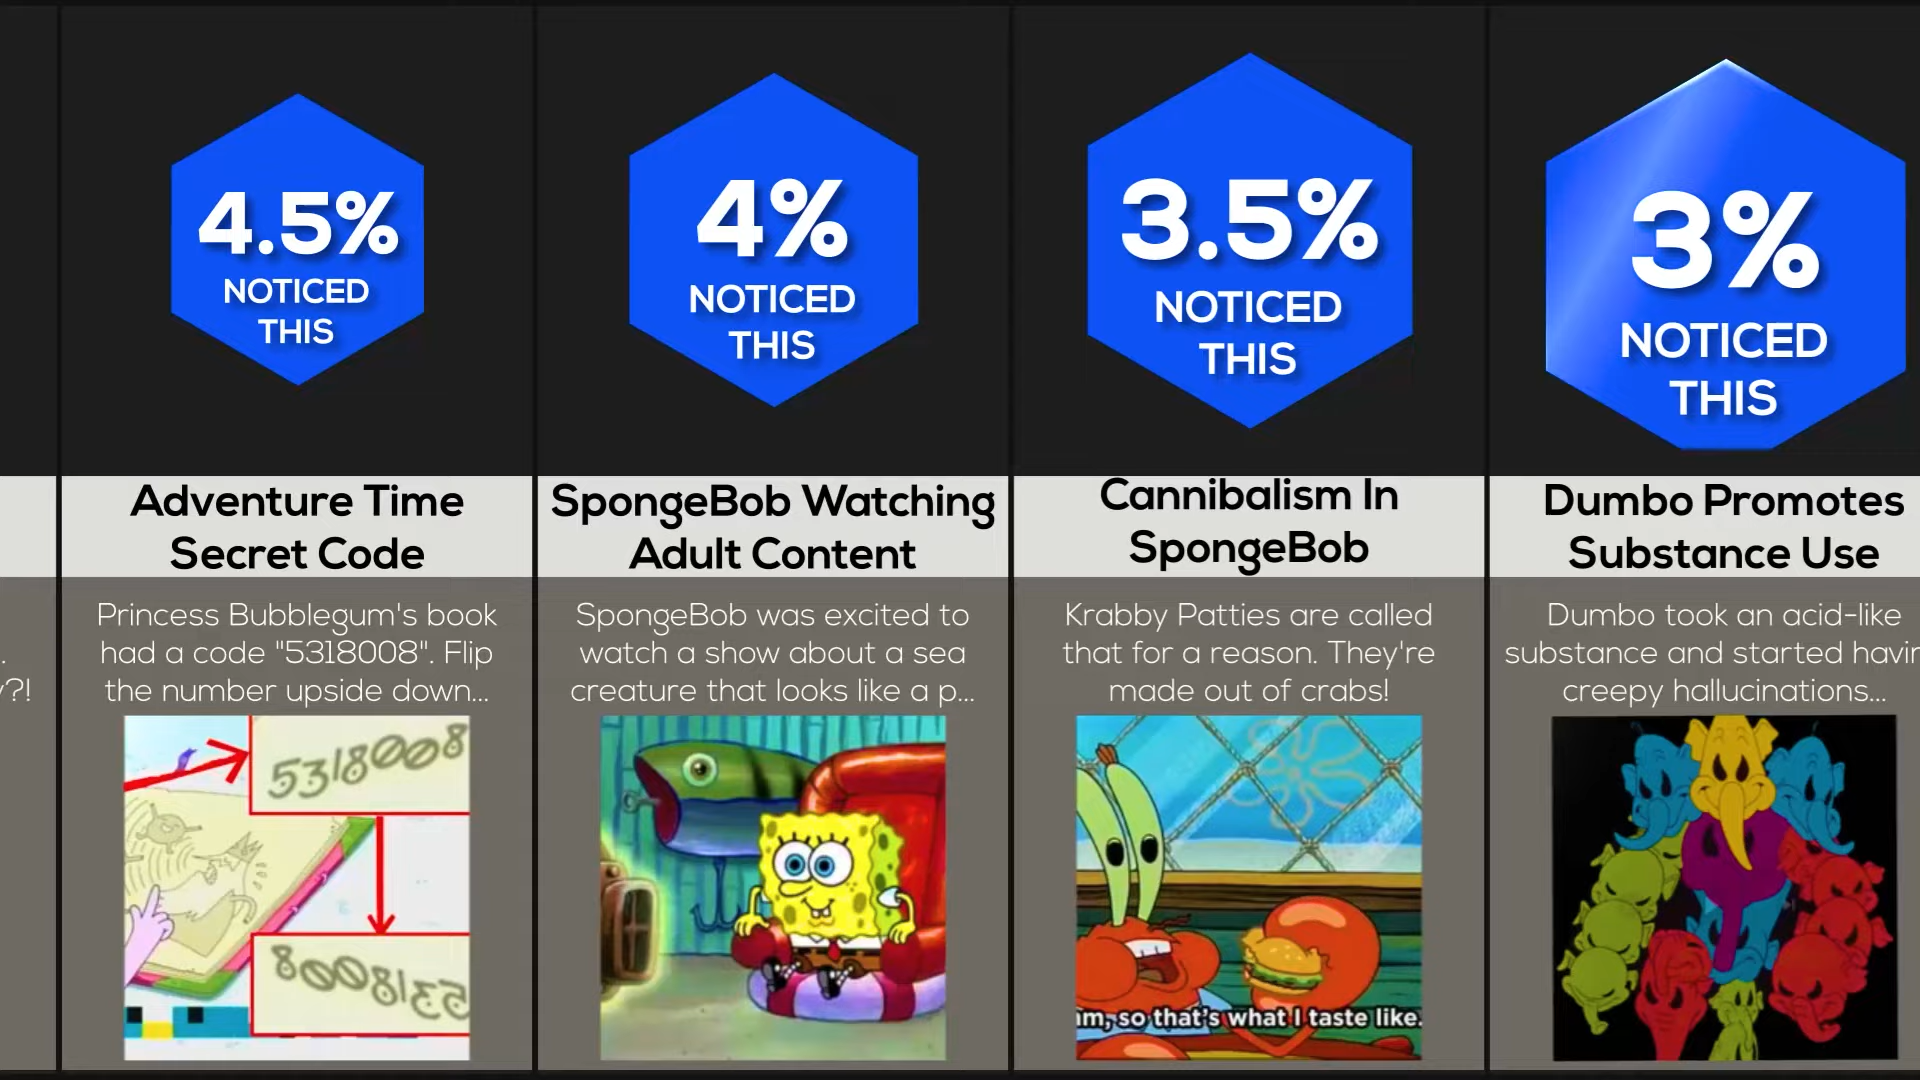 4.5%
NOTICED
THIS
Adventure Time
Secret Code
Princess Bubblegum's book
had a code "5318008". Flip
the number upside down...
5318008
5318008
4%
NOTICED
THIS
SpongeBob Watching
Adult Content
SpongeBob was excited to
watch a show about a sea
creature that looks like a p...
3.5%
NOTICED
THIS
Cannibalism In
SpongeBob
Krabby Patties are called
that for a reason. They're
made out of crabs!
so that's what I taste like.
3%
NOTICED
THIS
Dumbo Promotes
Substance Use
Dumbo took an acid-like
substance and started havin
creepy hallucinations...